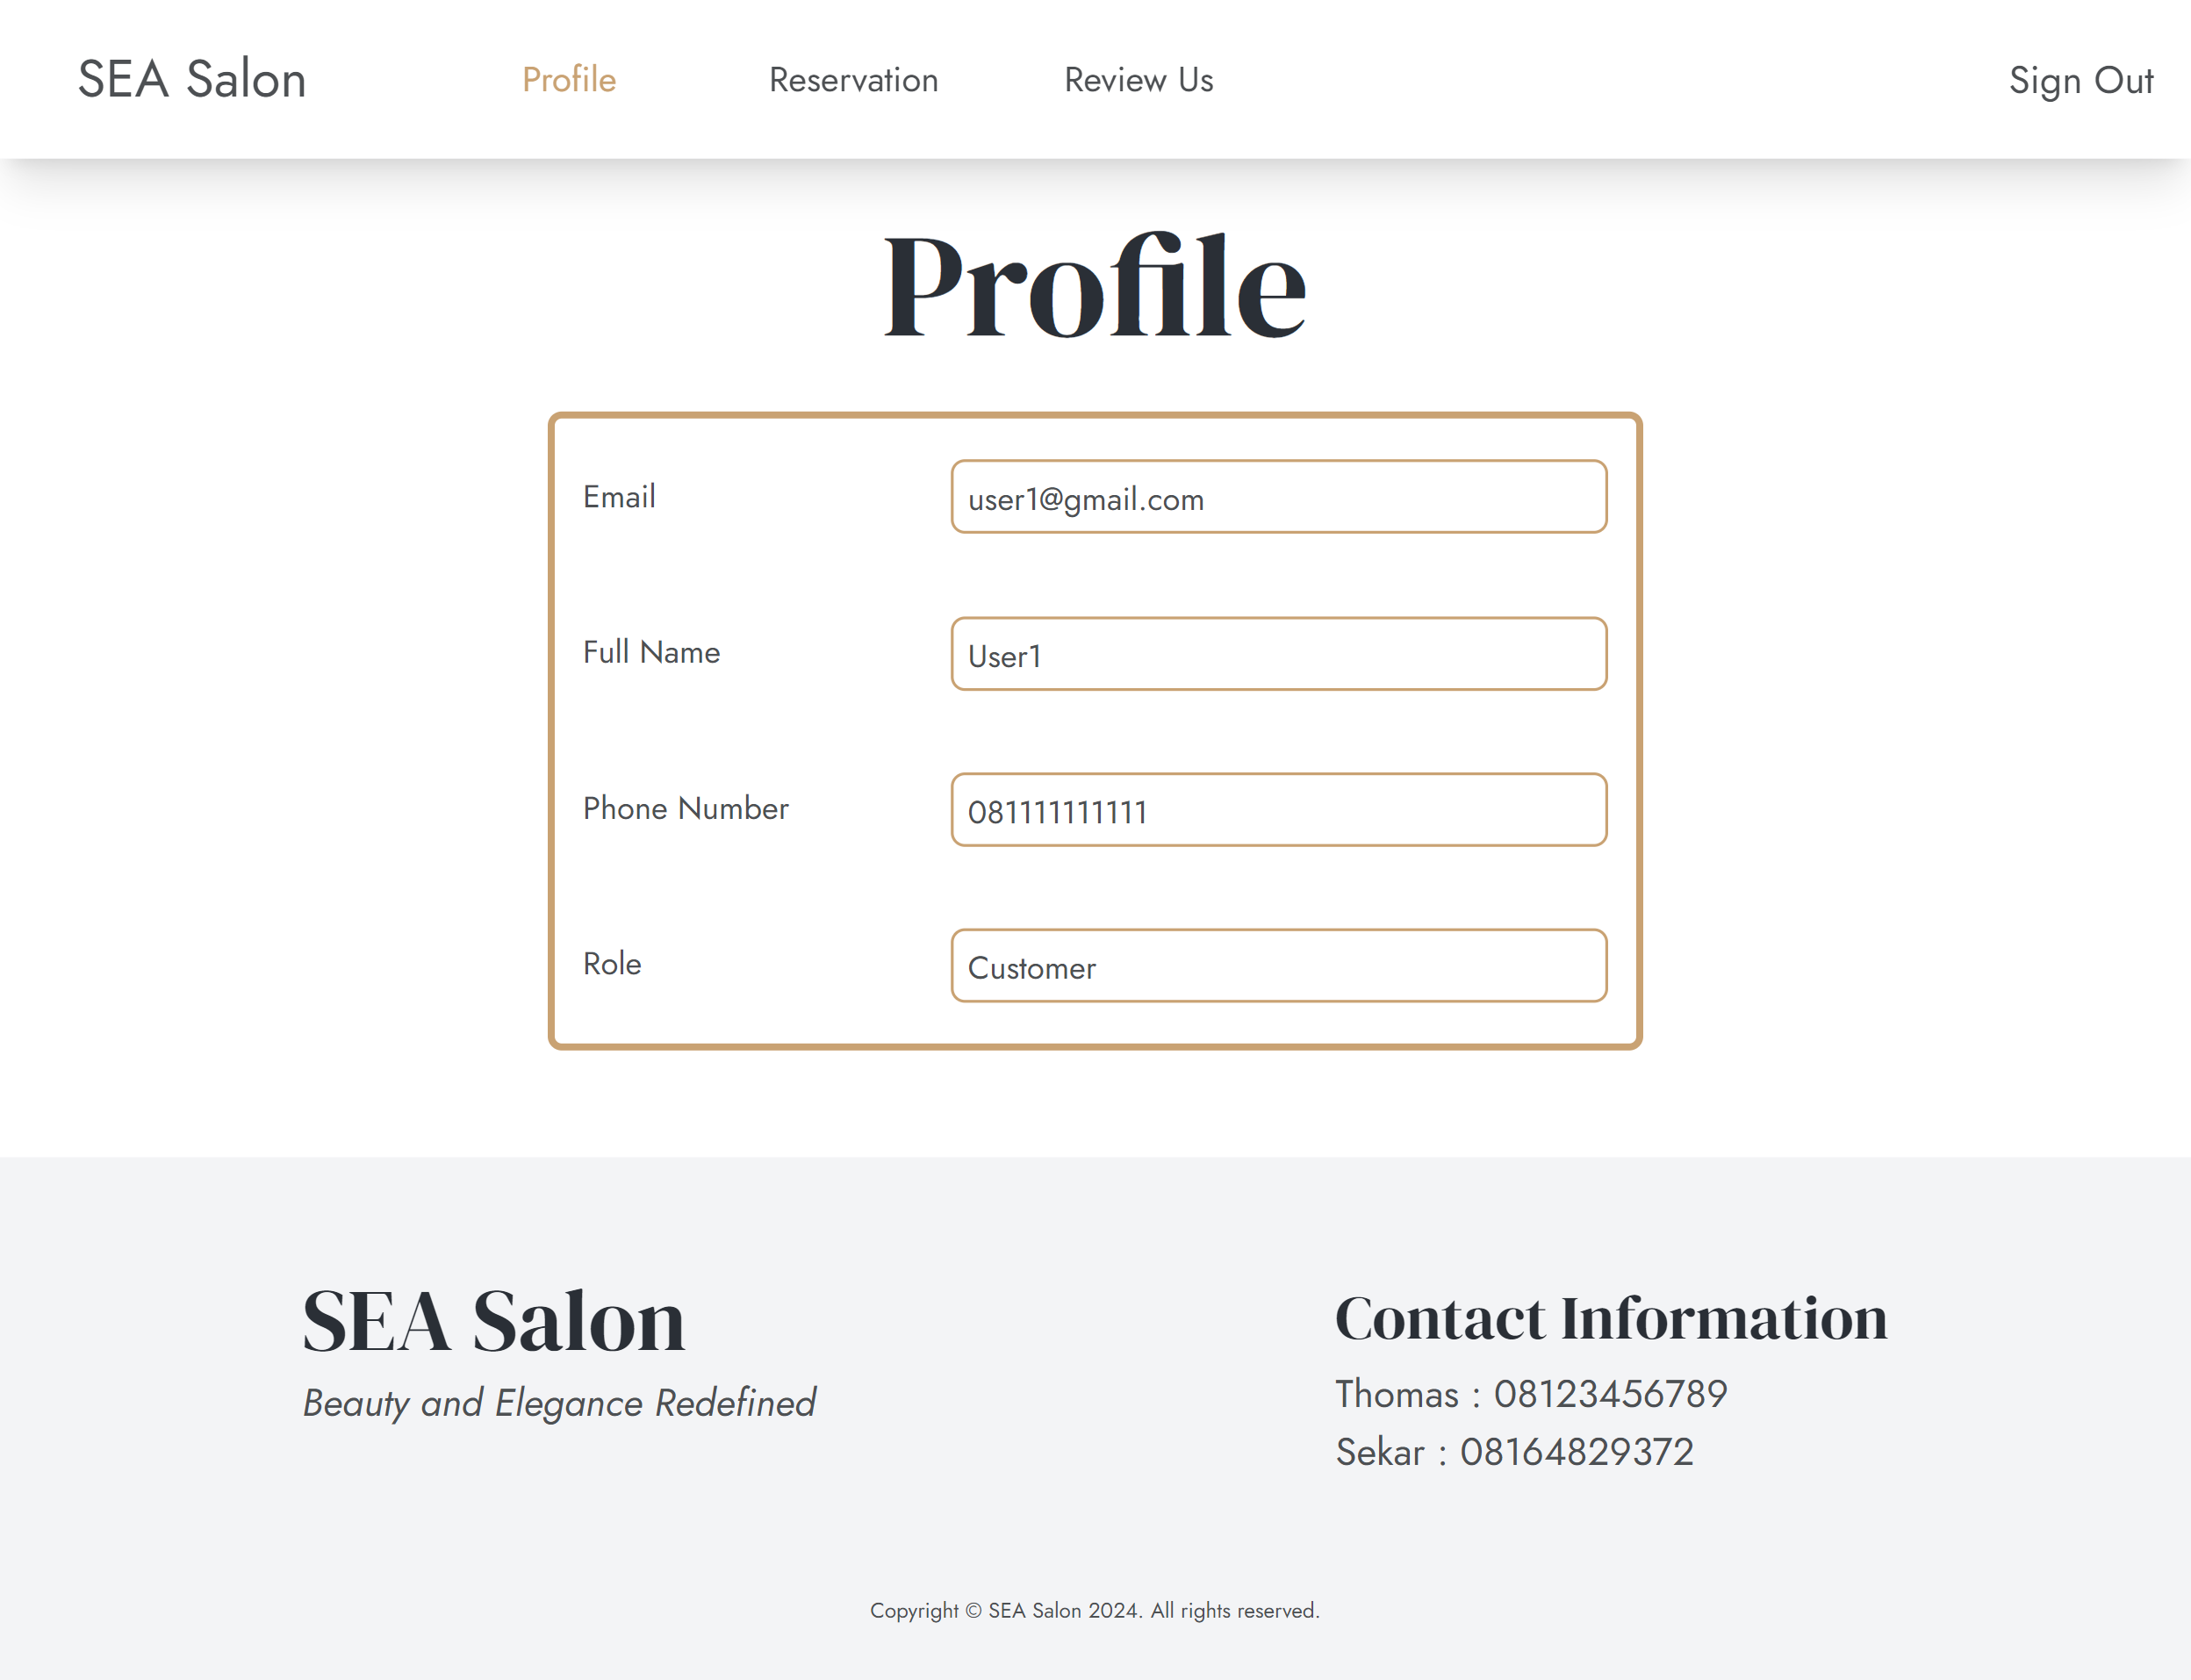 SEA Salon Profile Reservation Review Us Sign Out
Profile
Email user1@gmail.com
Full Name User1
Phone Number 081111111111
Role Customer
SEA Salon
Beauty and Elegance Redefined
Contact Information
Thomas : 08123456789
Sekar : 08164829372
Copyright © SEA Salon 2024. All rights reserved.